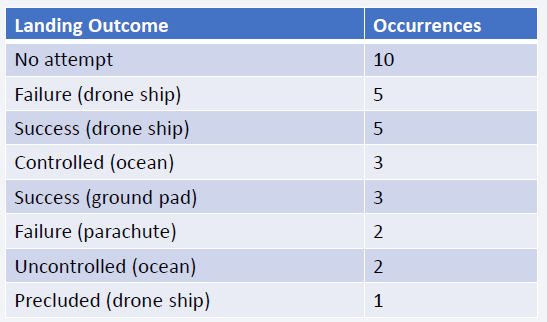 Landing Outcome Occurrences
No attempt 10
Failure (drone ship) 5
Success (drone ship) 5
Controlled (ocean) 3
Success (ground pad) 3
Failure (parachute) 2
Uncontrolled (ocean) 2
Precluded (drone ship) 1